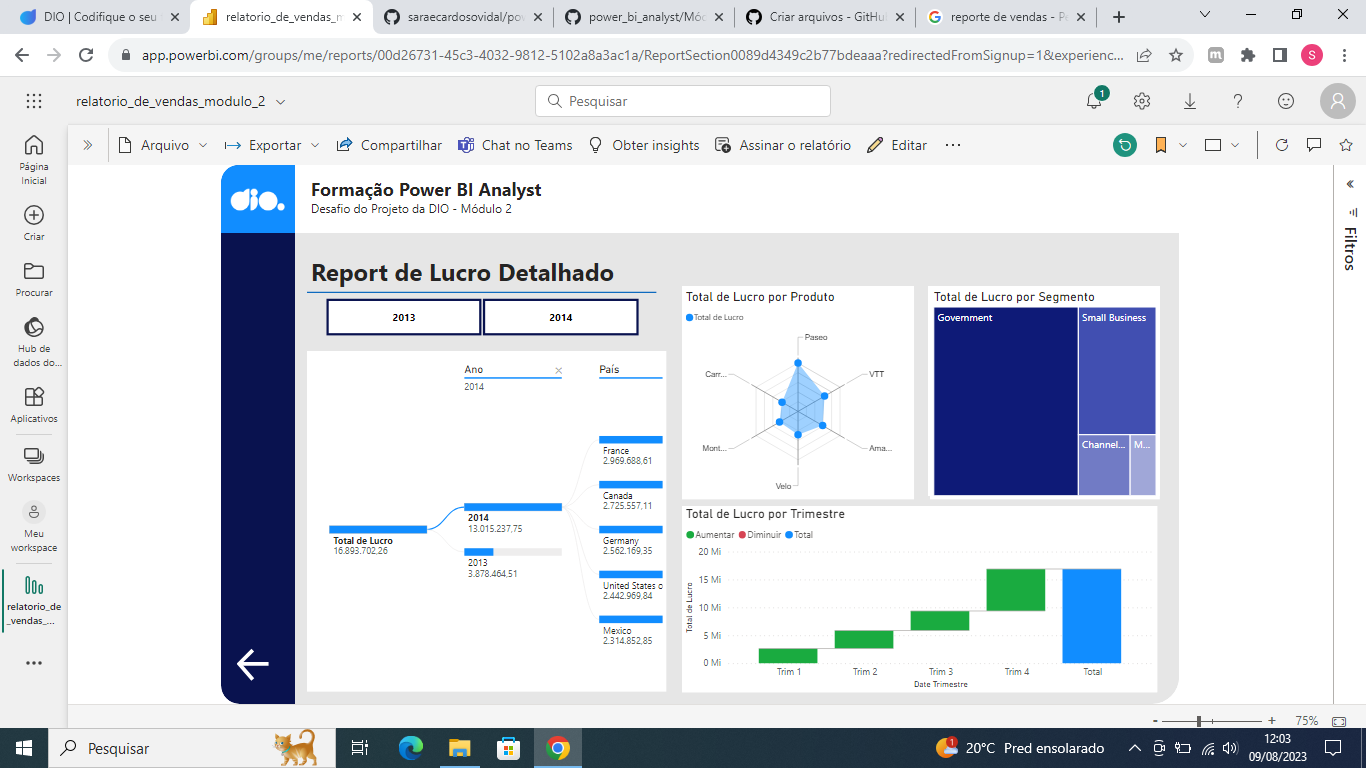 DIO | Codifique o seu
relatorio_de_vendas_m
saraecardosovidal/po
power_bi_analyst/Mód
Criar arquivos - GitHu
reporte de vendas - P
app.powerbi.com/groups/me/reports/00d26731-45c3-4032-9812-5102a8a3ac1a/ReportSection0089d4349c2b77bdeaaa?redirectedFromSignup=1&experienc...
S
relatorio_de_vendas_modulo_2
Pesquisar
1
Arquivo
Exportar
Compartilhar
Chat no Teams
Obter insights
Assinar o relatório
Editar
Página
Inicial
Criar
Procurar
Hub de
dados do...
Aplicativos
Workspaces
Meu
workspace
relatorio_de
_vendas_...
dio.
Formação Power BI Analyst
Desafio do Projeto da DIO - Módulo 2
Report de Lucro Detalhado
2013
2014
Ano
2014
País
Total de Lucro
16.893.702,26
2014
13.015.237,75
2013
3.878.464,51
France
2.969.688,61
Canada
2.725.557,11
Germany
2.562.169,35
United States o
2.442.969,84
Mexico
2.314.852,85
Total de Lucro por Produto
Total de Lucro
Paseo
VTT
Ama...
Velo
Mont...
Carr...
Total de Lucro por Segmento
Government
Small Business
Channel...
M...
Total de Lucro por Trimestre
Aumentar
Diminuir
Total
Total de Lucro
20 Mi
15 Mi
10 Mi
5 Mi
0 Mi
Trim 1
Trim 2
Trim 3
Trim 4
Total
Date Trimestre
Filtros
- + 75%
Pesquisar
1
20°C Pred ensolarado
12:03
09/08/2023